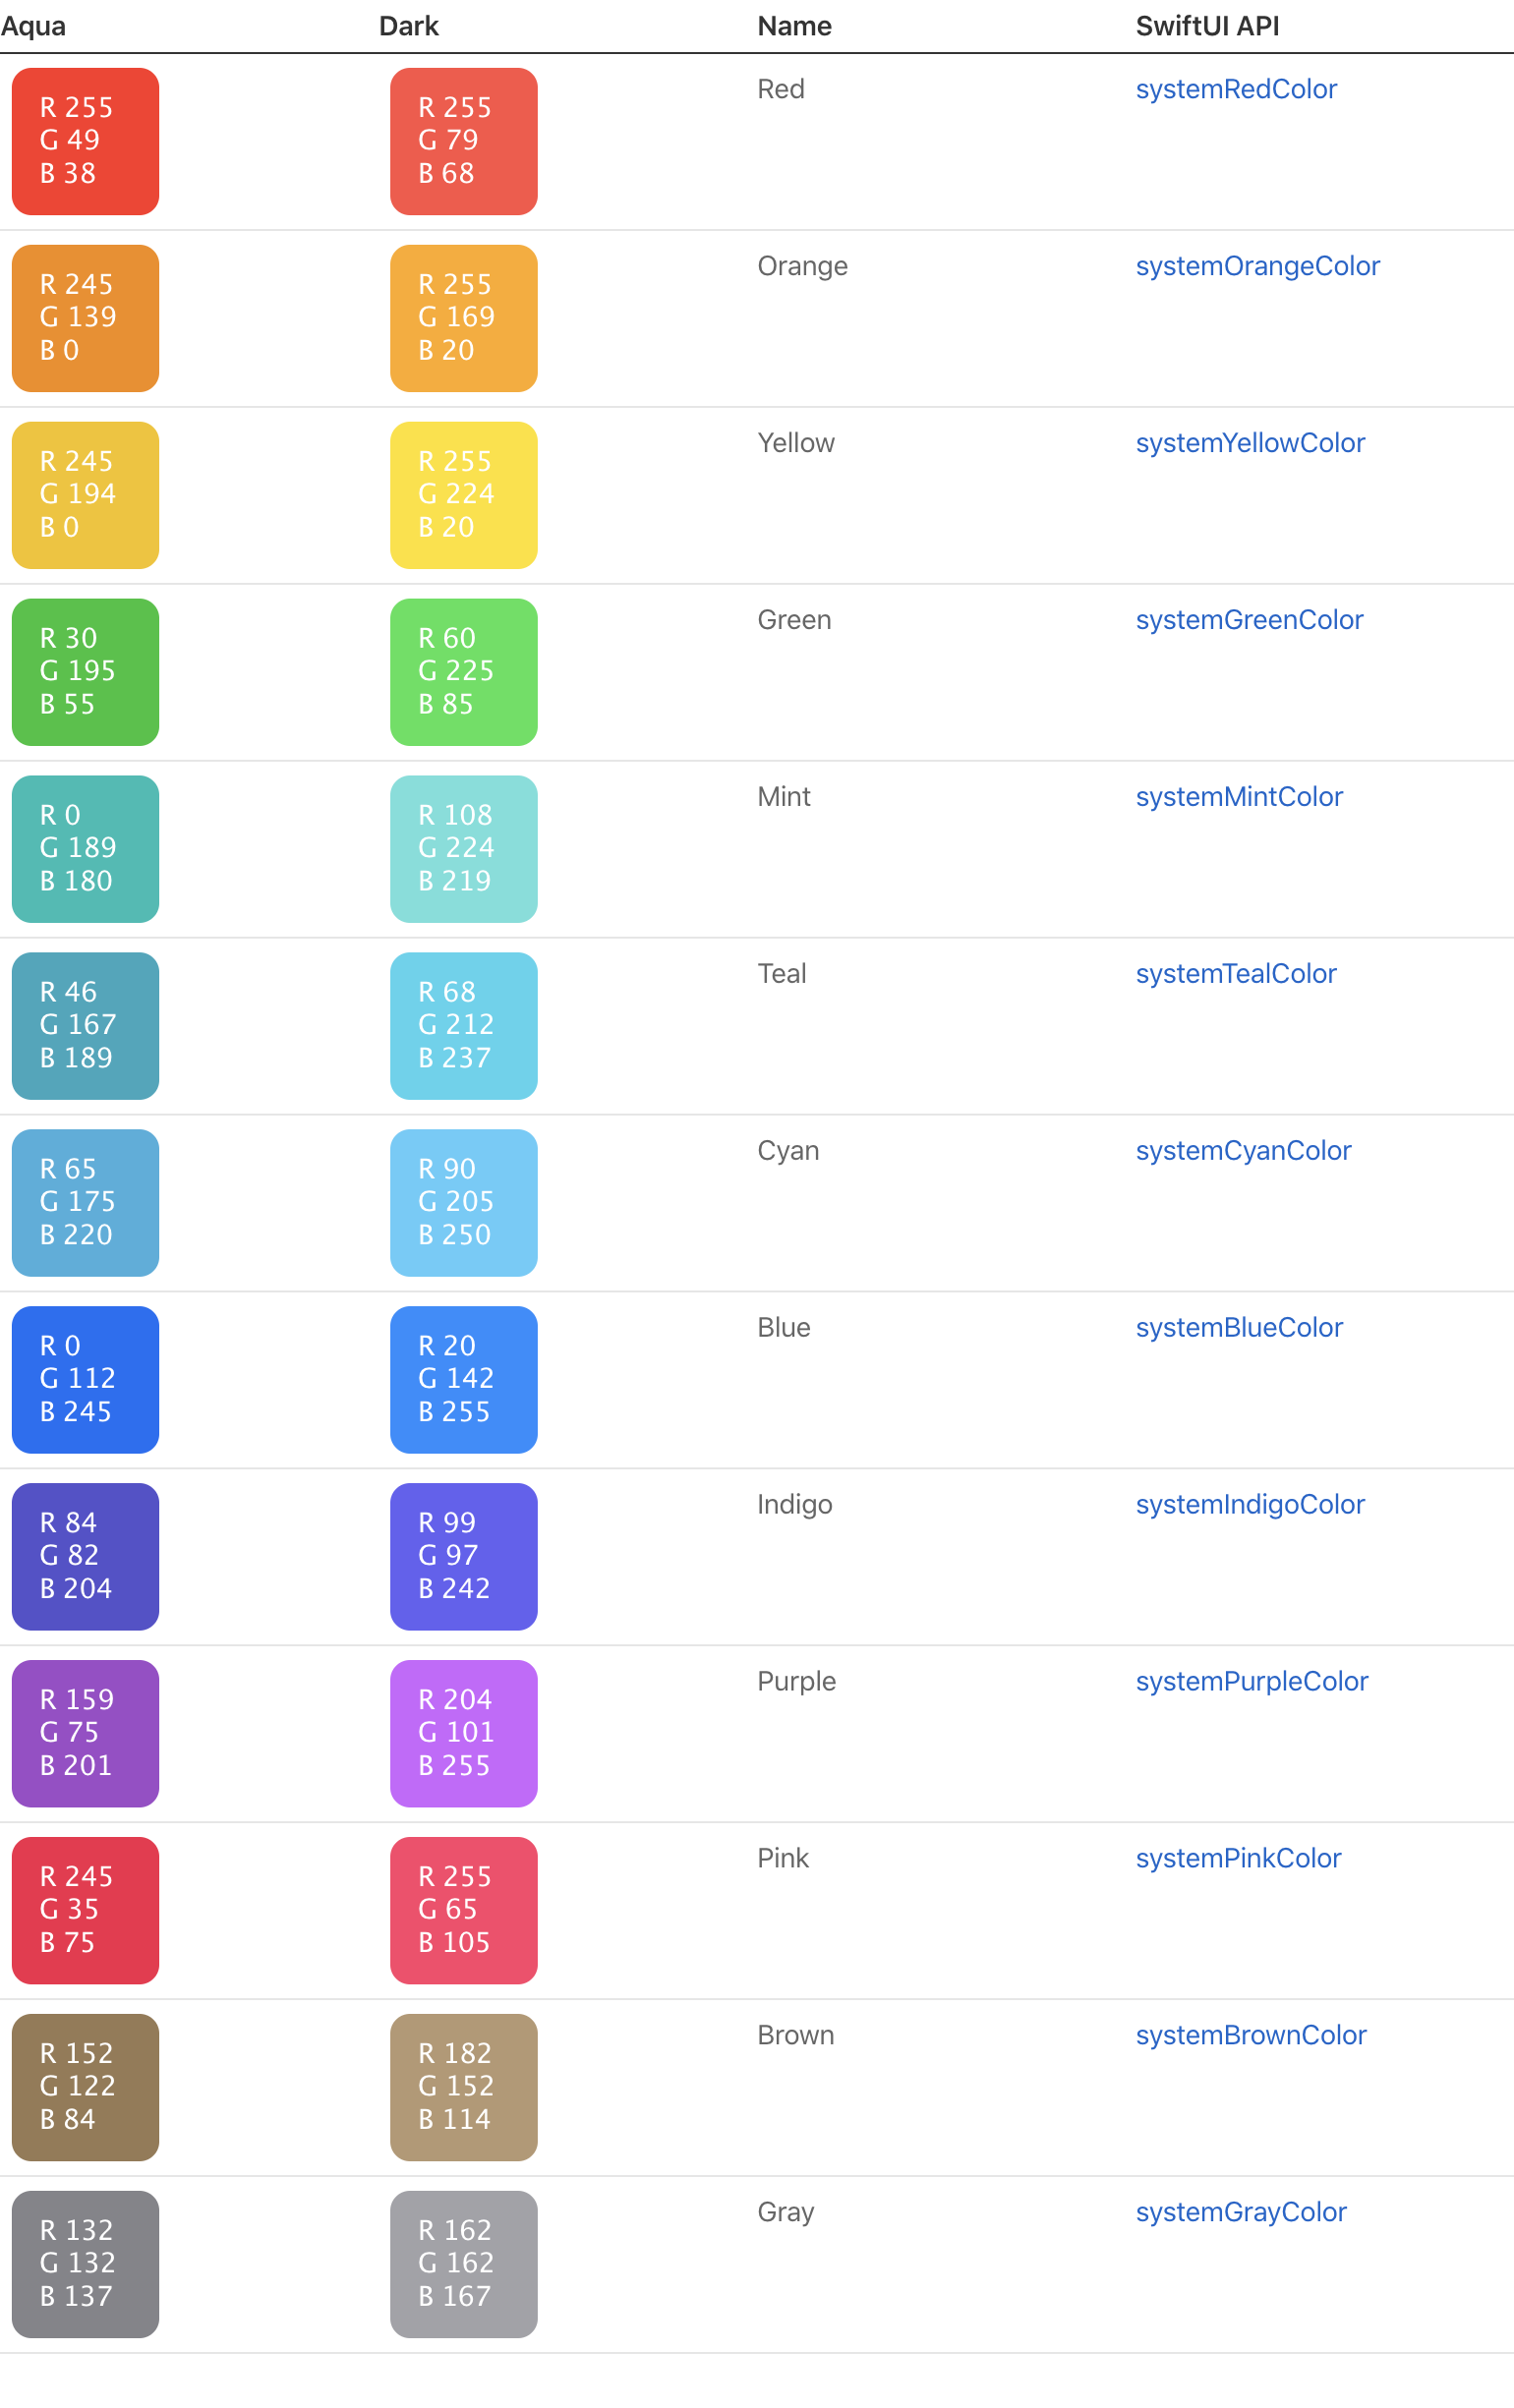 Aqua Dark Name SwiftUI API
R 255
G 49
B 38
R 255
G 79
B 68
Red
systemRedColor
R 245
G 139
B 0
R 255
G 169
B 20
Orange
systemOrangeColor
R 245
G 194
B 0
R 255
G 224
B 20
Yellow
systemYellowColor
R 30
G 195
B 55
R 60
G 225
B 85
Green
systemGreenColor
R 0
G 189
B 180
R 108
G 224
B 219
Mint
systemMintColor
R 46
G 167
B 189
R 68
G 212
B 237
Teal
systemTealColor
R 65
G 175
B 220
R 90
G 205
B 250
Cyan
systemCyanColor
R 0
G 112
B 245
R 20
G 142
B 255
Blue
systemBlueColor
R 84
G 82
B 204
R 99
G 97
B 242
Indigo
systemIndigoColor
R 159
G 75
B 201
R 204
G 101
B 255
Purple
systemPurpleColor
R 245
G 35
B 75
R 255
G 65
B 105
Pink
systemPinkColor
R 152
G 122
B 84
R 182
G 152
B 114
Brown
systemBrownColor
R 132
G 132
B 137
R 162
G 162
B 167
Gray
systemGrayColor